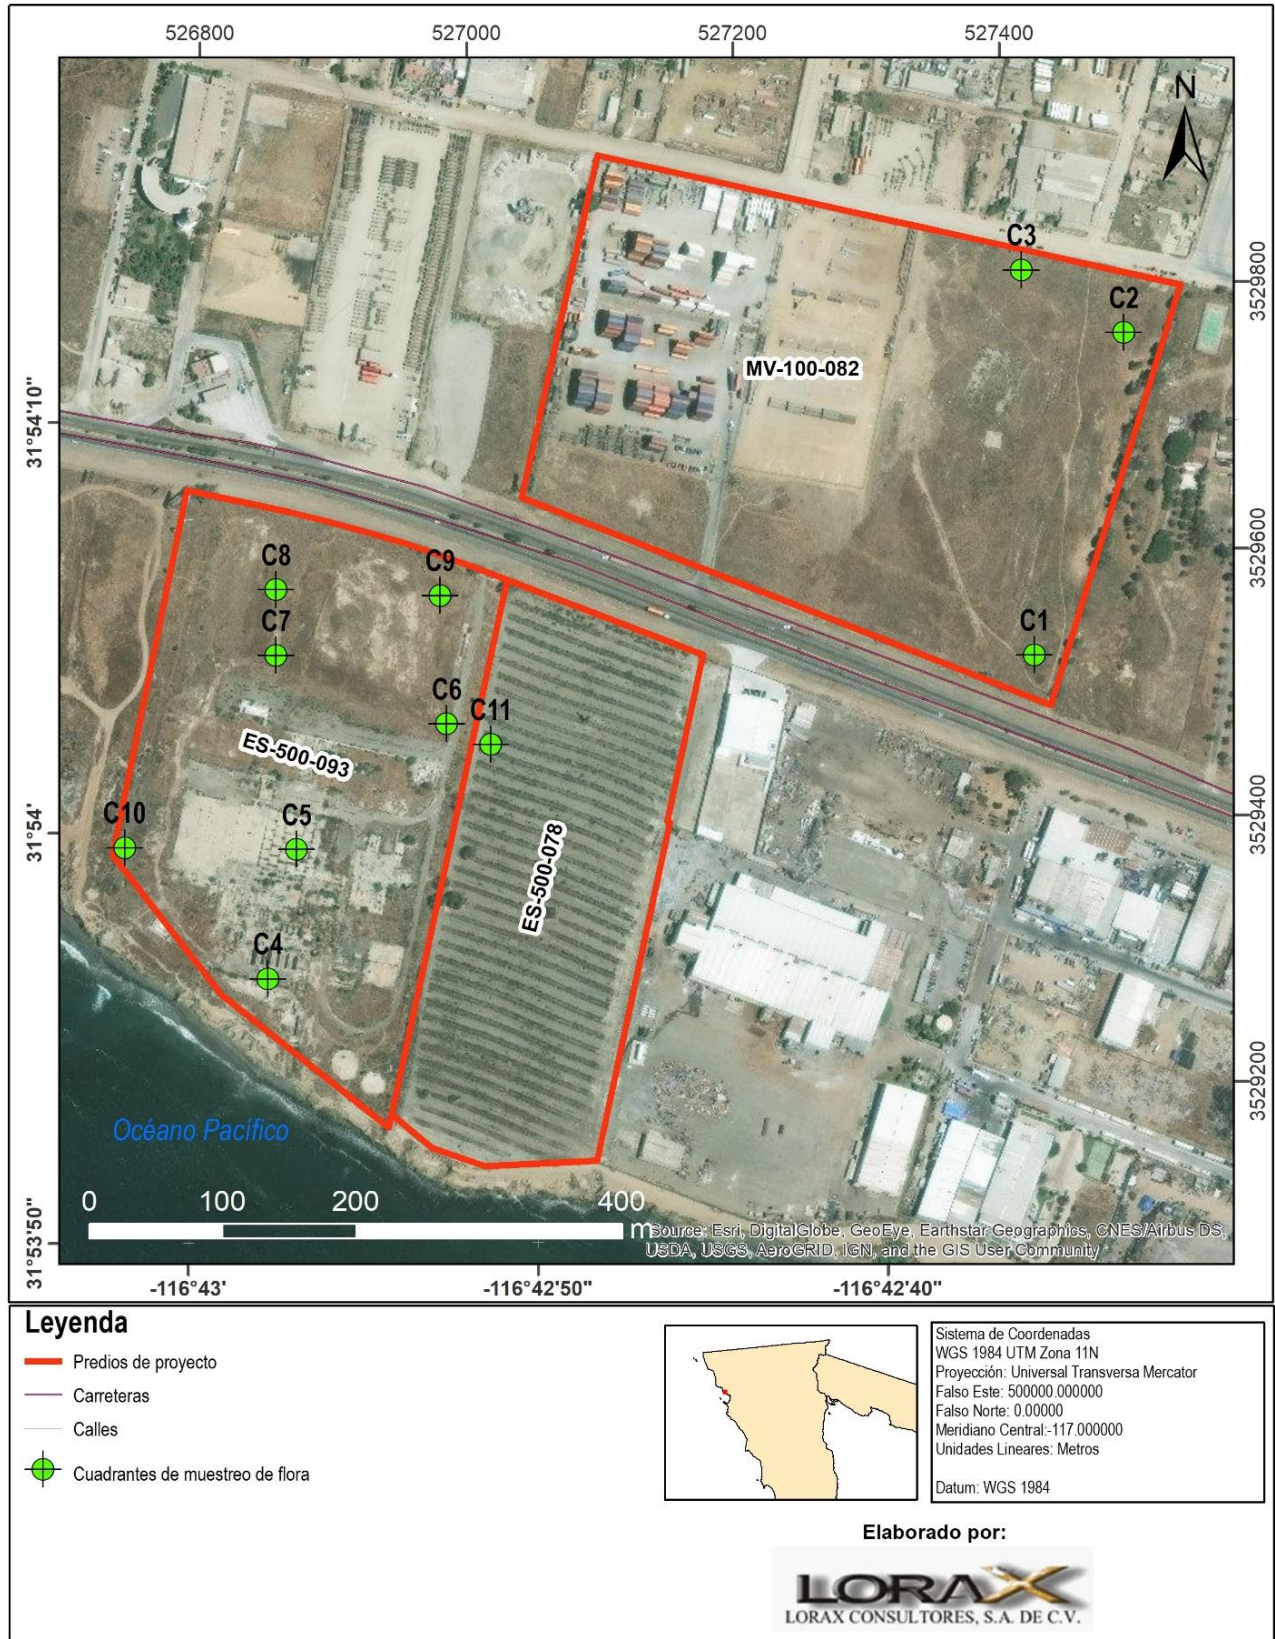 526800
527000
527200
527400
N
C3
3529800
C2
MV-100-082
31°54'10"
C8
C9
3529600
C7
C1
C6
C11
ES-500-093
C10
C5
31°54'
3529400
ES-500-078
C4
3529200
Océano Pacífico
0
100
200
400
m
Source: Esri, DigitalGlobe, GeoEye, Earthstar Geographics, CNES/Airbus DS,
USDA, USGS, AeroGRID, IGN, and the GIS User Community
31°53'50"
-116°43'
-116°42'50"
-116°42'40"
Leyenda
Predios de proyecto
Carreteras
Calles
Cuadrantes de muestreo de flora
Sistema de Coordenadas
WGS 1984 UTM Zona 11N
Proyección: Universal Transversa Mercator
Falso Este: 500000.000000
Falso Norte: 0.00000
Meridiano Central:-117.000000
Unidades Lineares: Metros
Datum: WGS 1984
Elaborado por:
LORAX
LORAX CONSULTORES, S.A. DE C.V.